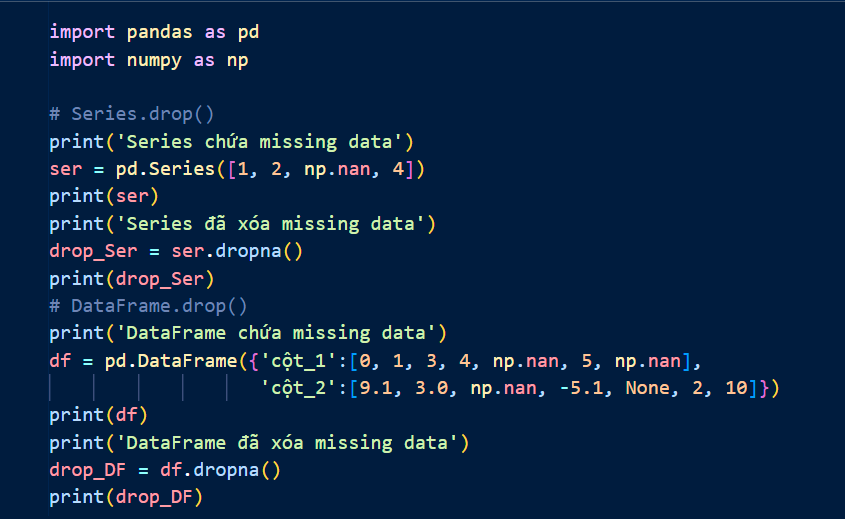 import pandas as pd
import numpy as np
# Series.drop()
print('Series chứa missing data')
ser = pd.Series([1, 2, np.nan, 4])
print(ser)
print('Series đã xóa missing data')
drop_Ser = ser.dropna()
print(drop_Ser)
# DataFrame.drop()
print('DataFrame chứa missing data')
df = pd.DataFrame({'cột_1':[0, 1, 3, 4, np.nan, 5, np.nan],
'cột_2':[9.1, 3.0, np.nan, -5.1, None, 2, 10]})
print(df)
print('DataFrame đã xóa missing data')
drop_DF = df.dropna()
print(drop_DF)